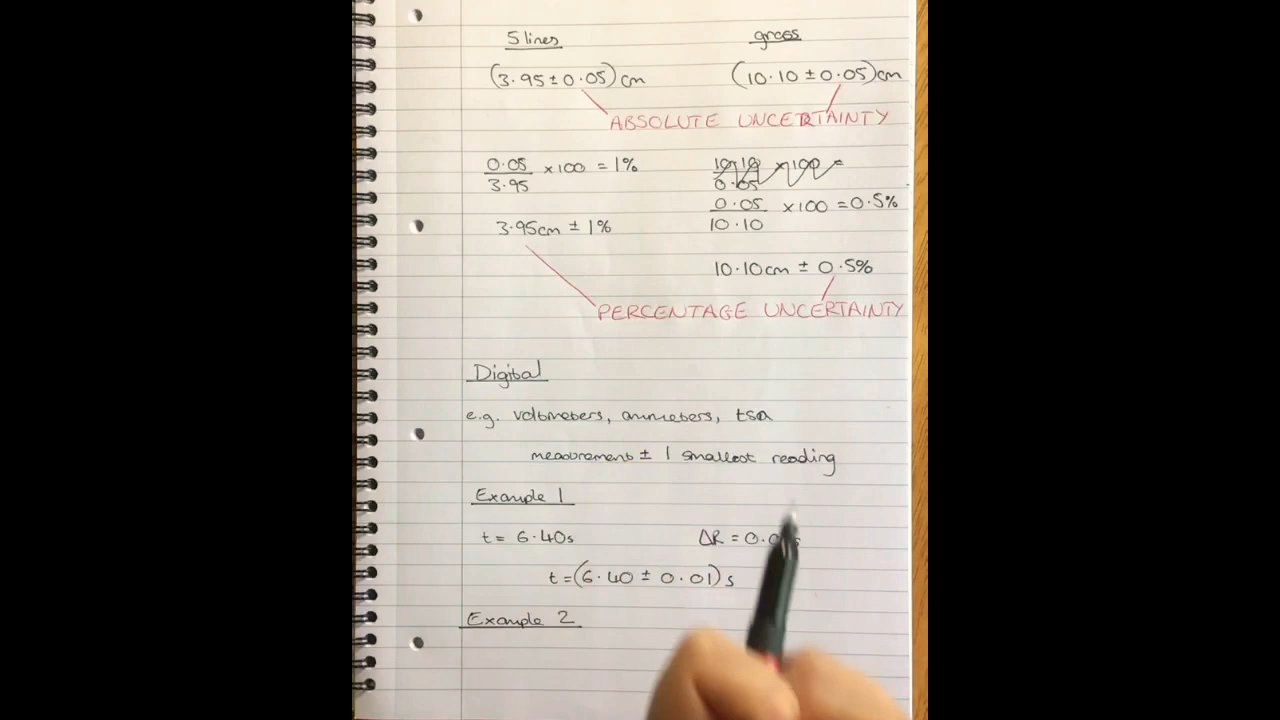 5 lines grass
(3.95 ± 0.05) cm (10.10 ± 0.05) cm
ABSOLUTE UNCERTAINTY
0.05/3.95 × 100 = 1%
0.05/10.10 × 100 = 0.5%
3.95cm ± 1%
10.10cm ± 0.5%
PERCENTAGE UNCERTAINTY
Digital
e.g. voltmeters, ammeters, tsa
measurement ± 1 smallest reading
Example 1
t = 6.40s ΔR =
t = (6.40 ± 0.01) s
Example 2